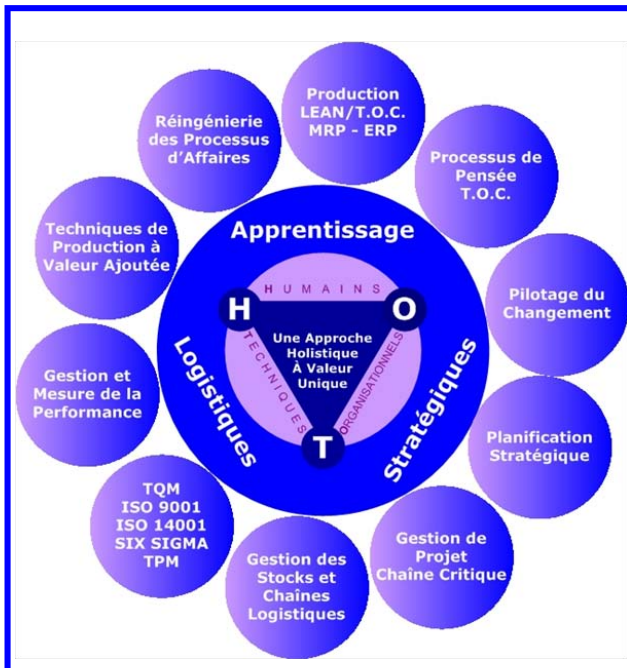 Production
LEAN/T.O.C.
MRP - ERP
Processus de
Pensée
T.O.C.
Pilotage du
Changement
Planification
Stratégique
Gestion de
Projet
Chaîne Critique
Gestion des
Stocks et
Chaînes
Logistiques
TQM
ISO 9001
ISO 14001
SIX SIGMA
TPM
Gestion et
Mesure de la
Performance
Techniques de
Production à
Valeur Ajoutée
Réingénierie
des Processus
d'Affaires
Apprentissage
Stratégiques
Logistiques
HUMAINS
ORGANISATIONNELS
TECHNIQUES
H
O
T
Une Approche
Holistique
À Valeur
Unique